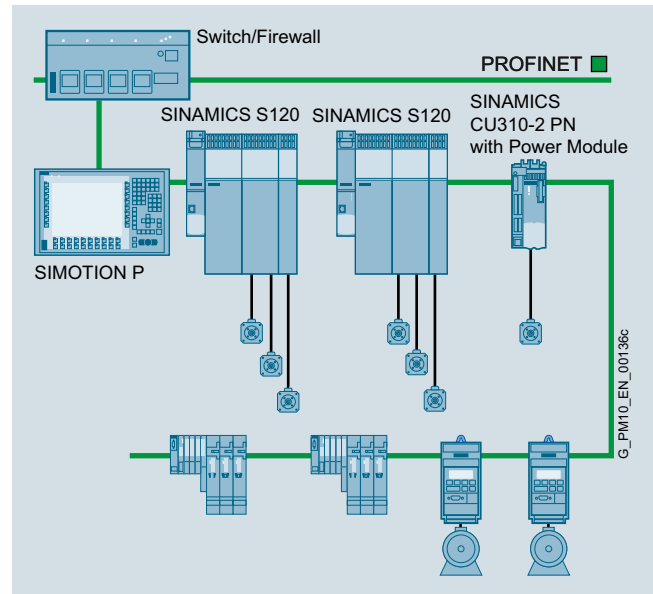 Switch/Firewall
PROFINET
SINAMICS S120
SINAMICS S120
SINAMICS
CU310-2 PN
with Power Module
SIMOTION P
G_PM10_EN_00136c